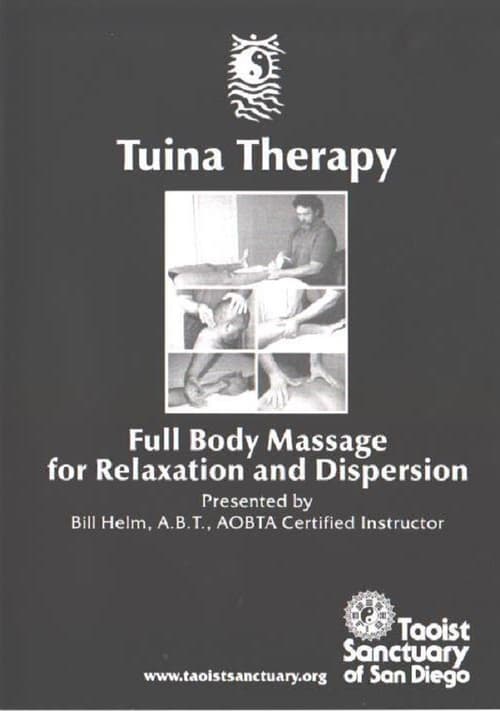 Tuina Therapy
Full Body Massage
for Relaxation and Dispersion
Presented by
Bill Helm, A.B.T., AOBTA Certified Instructor
Taoist
Sanctuary
of San Diego
www.taoistsanctuary.org